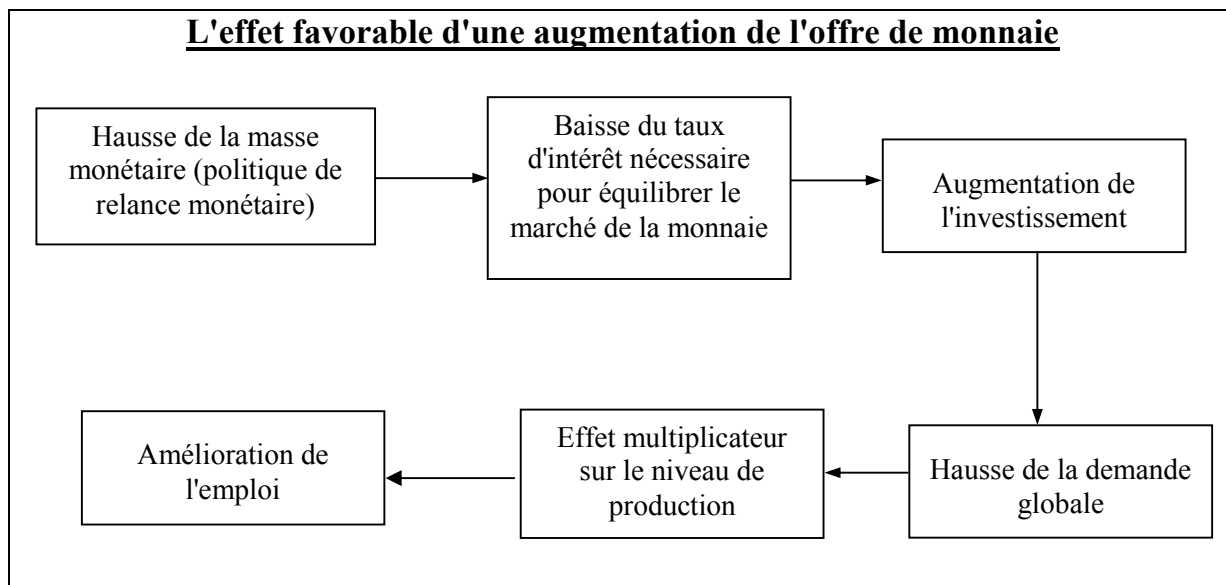 L'effet favorable d'une augmentation de l'offre de monnaie
Hausse de la masse
monétaire (politique de
relance monétaire)
Baisse du taux
d'intérêt nécessaire
pour équilibrer le
marché de la monnaie
Augmentation de
l'investissement
Hausse de la demande
globale
Effet multiplicateur
sur le niveau de
production
Amélioration de
l'emploi